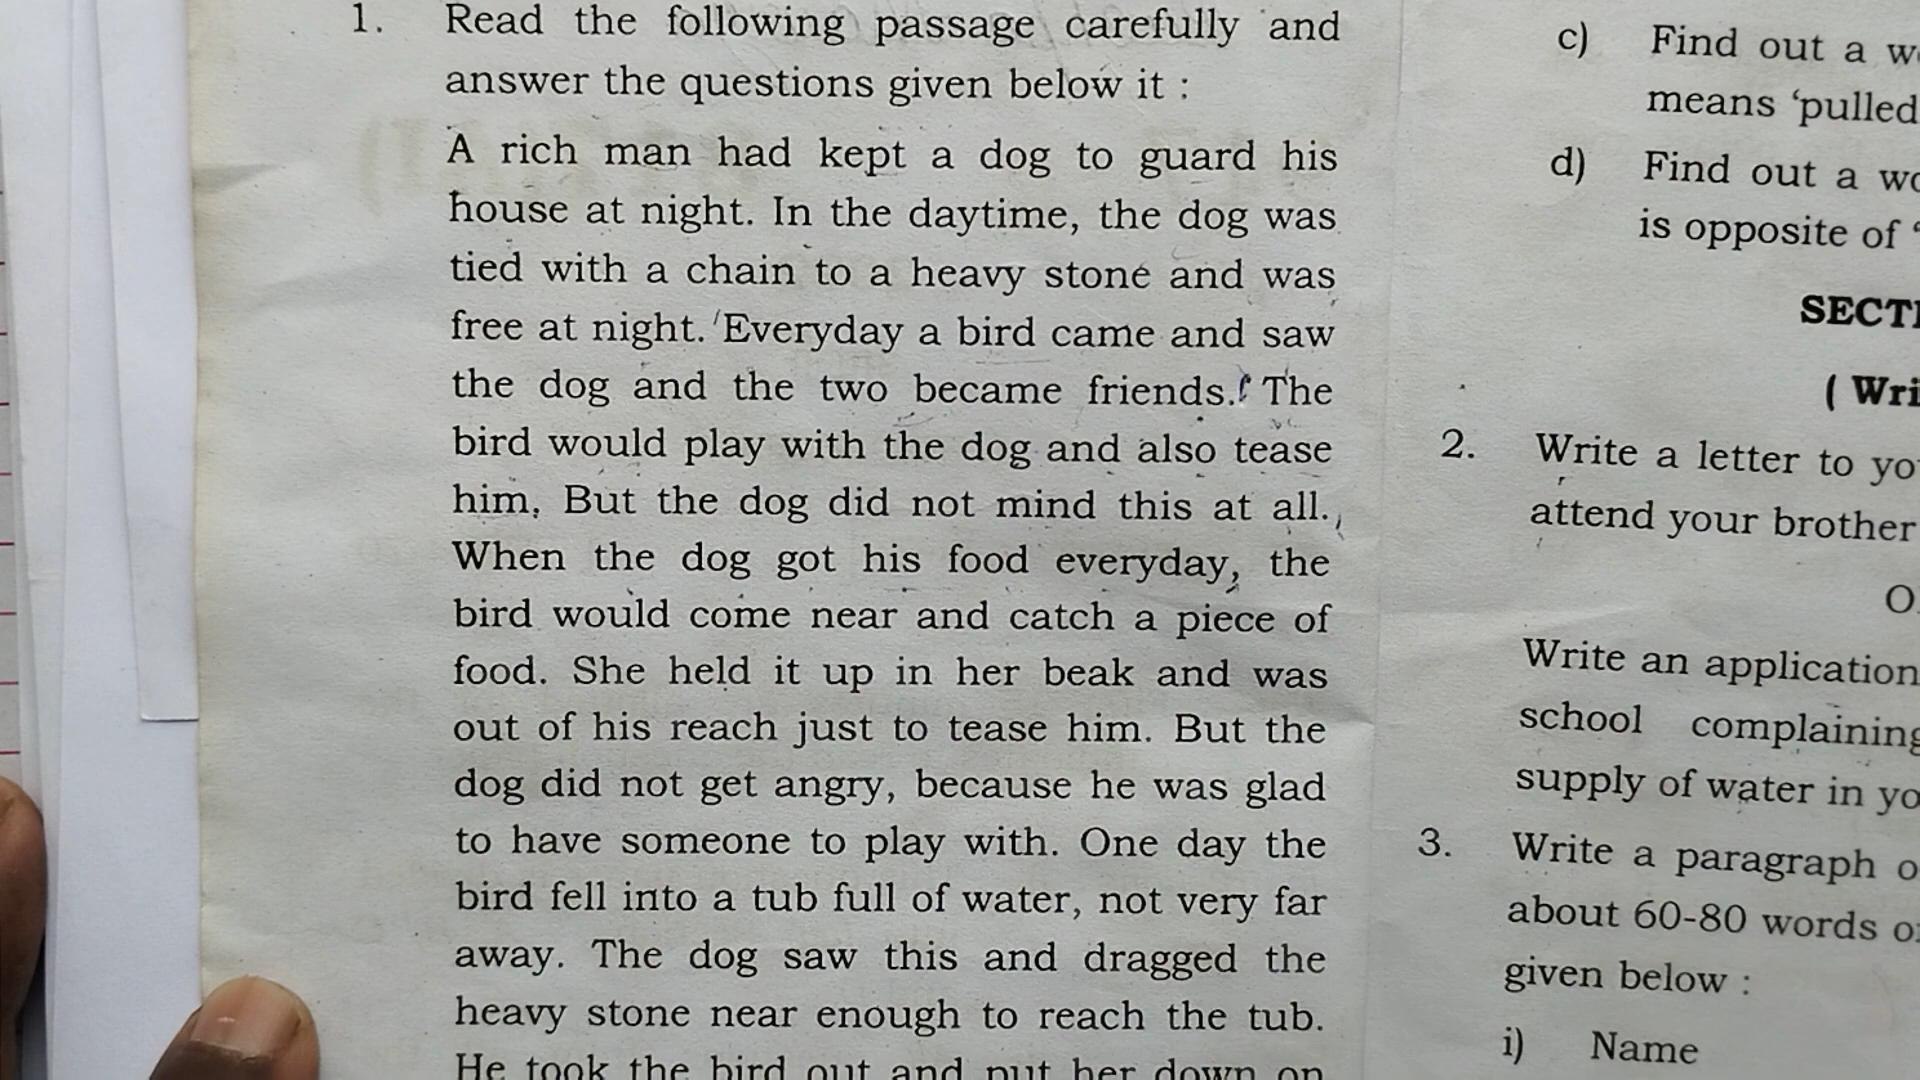 1. Read the following passage carefully and
answer the questions given below it :
A rich man had kept a dog to guard his
house at night. In the daytime, the dog was
tied with a chain to a heavy stone and was
free at night. Everyday a bird came and saw
the dog and the two became friends. The
bird would play with the dog and also tease
him. But the dog did not mind this at all.
When the dog got his food everyday, the
bird would come near and catch a piece of
food. She held it up in her beak and was
out of his reach just to tease him. But the
dog did not get angry, because he was glad
to have someone to play with. One day the
bird fell into a tub full of water, not very far
away. The dog saw this and dragged the
heavy stone near enough to reach the tub.
He took the bird out and put her down on
c) Find out a
means ‘pulled
d) Find out a
is opposite of
2. Write a letter to
attend your brother
Write an application
school complaining
supply of water in
3. Write a paragraph
about 60-80 words
given below :
i) Name